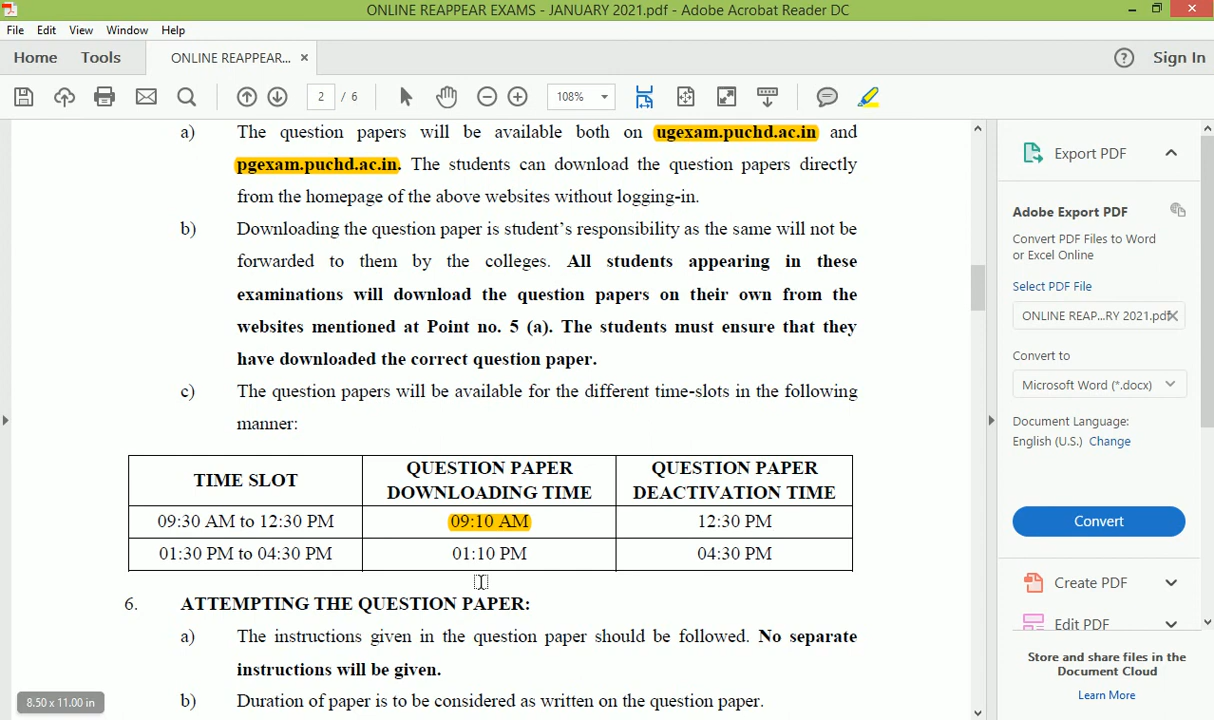 ONLINE REAPPEAR EXAMS - JANUARY 2021.pdf - Adobe Acrobat Reader DC
File Edit View Window Help
Home Tools ONLINE REAPPEAR... × Sign In
2 / 6 108%
a) The question papers will be available both on ugexam.puchd.ac.in and
pgexam.puchd.ac.in. The students can download the question papers directly
from the homepage of the above websites without logging-in.
b) Downloading the question paper is student's responsibility as the same will not be
forwarded to them by the colleges. All students appearing in these
examinations will download the question papers on their own from the
websites mentioned at Point no. 5 (a). The students must ensure that they
have downloaded the correct question paper.
c) The question papers will be available for the different time-slots in the following
manner:
TIME SLOT QUESTION PAPER DOWNLOADING TIME QUESTION PAPER DEACTIVATION TIME
09:30 AM to 12:30 PM 09:10 AM 12:30 PM
01:30 PM to 04:30 PM 01:10 PM 04:30 PM
6. ATTEMPTING THE QUESTION PAPER:
a) The instructions given in the question paper should be followed. No separate
instructions will be given.
b) Duration of paper is to be considered as written on the question paper.
8.50 x 11.00 in
Export PDF
Adobe Export PDF
Convert PDF Files to Word
or Excel Online
Select PDF File
ONLINE REAP...RY 2021.pdf
Convert to
Microsoft Word (*.docx)
Document Language:
English (U.S.) Change
Convert
Create PDF
Edit PDF
Store and share files in the
Document Cloud
Learn More